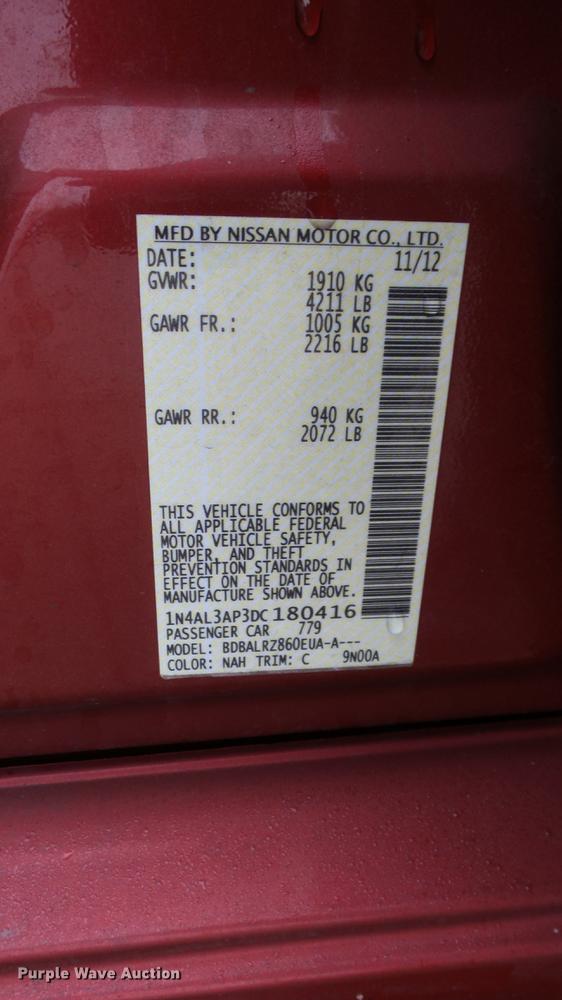 MFD BY NISSAN MOTOR CO., LTD.
DATE: 11/12
GVWR: 1910 KG
4211 LB
GAWR FR.: 1005 KG
2216 LB
GAWR RR.: 940 KG
2072 LB
THIS VEHICLE CONFORMS TO
ALL APPLICABLE FEDERAL
MOTOR VEHICLE SAFETY,
BUMPER, AND THEFT
PREVENTION STANDARDS IN
EFFECT ON THE DATE OF
MANUFACTURE SHOWN ABOVE.
1N4AL3AP3DC180416
PASSENGER CAR 779
MODEL: BDBALRZ860EUA-A---
COLOR: NAH TRIM: C 9N00A
Purple Wave Auction